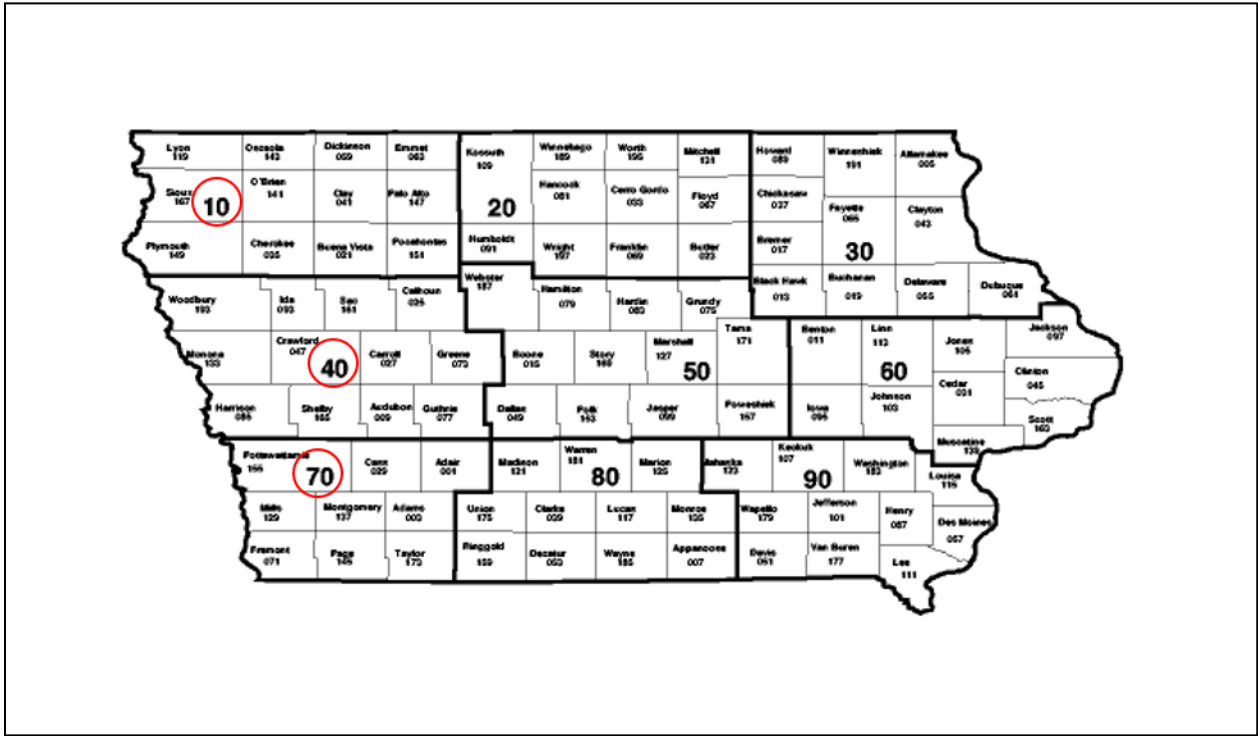 Lyon
119
Osceola
143
Dickinson
059
Emmet
063
Kossuth
109
Winnebago
189
Worth
195
Mitchell
131
Howard
089
Winneshiek
191
Allamakee
005
Sioux
167
10
O'Brien
141
Clay
041
Palo Alto
147
20
Hancock
081
Cerro Gordo
033
Floyd
067
Chickasaw
037
Fayette
065
Clayton
043
Plymouth
149
Cherokee
035
Buena Vista
021
Pocahontas
151
Humboldt
091
Wright
197
Franklin
069
Butler
023
Bremer
017
30
Woodbury
193
Ida
093
Sac
161
Calhoun
025
Webster
187
Hamilton
079
Hardin
083
Grundy
075
Black Hawk
013
Buchanan
019
Delaware
055
Dubuque
061
Monona
133
Crawford
047
40
Carroll
027
Greene
073
Boone
015
Story
169
Marshall
127
50
Tama
171
Benton
011
Linn
113
60
Jones
105
Jackson
097
Clinton
045
Harrison
085
Shelby
165
Audubon
009
Guthrie
077
Dallas
049
Polk
153
Jasper
099
Poweshiek
157
Iowa
095
Johnson
103
Cedar
031
Scott
163
Muscatine
139
Pottawattamie
155
70
Cass
029
Adair
001
Madison
121
Warren
181
80
Marion
125
123
Keokuk
107
90
Washington
183
Louisa
115
Mills
129
Montgomery
137
Adams
003
Union
175
Clarke
039
Lucas
117
Monroe
135
Wapello
179
Jefferson
101
Henry
087
Des Moines
057
Fremont
071
Page
145
Taylor
173
Ringgold
159
Decatur
053
Wayne
185
Appanoose
007
Davis
051
Van Buren
177
Lee
111